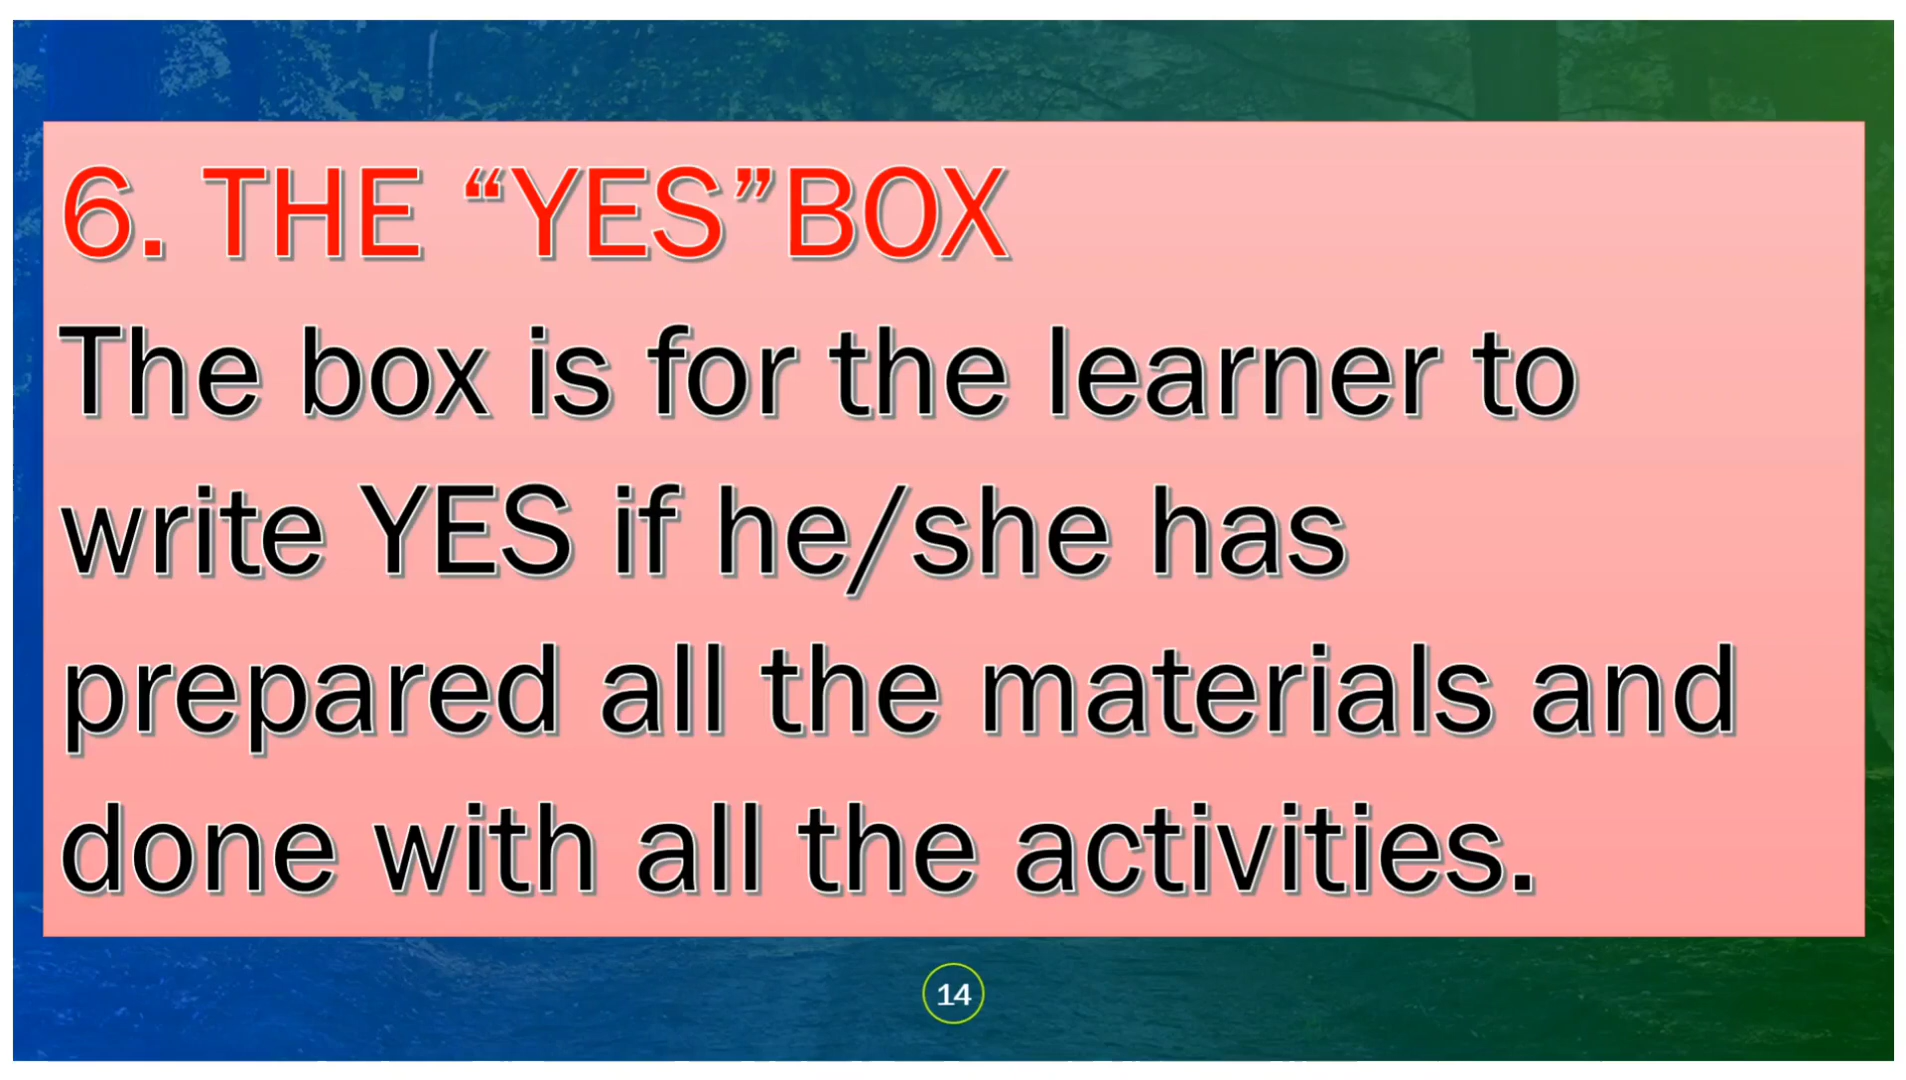 6. THE “YES”BOX
The box is for the learner to
write YES if he/she has
prepared all the materials and
done with all the activities.
14